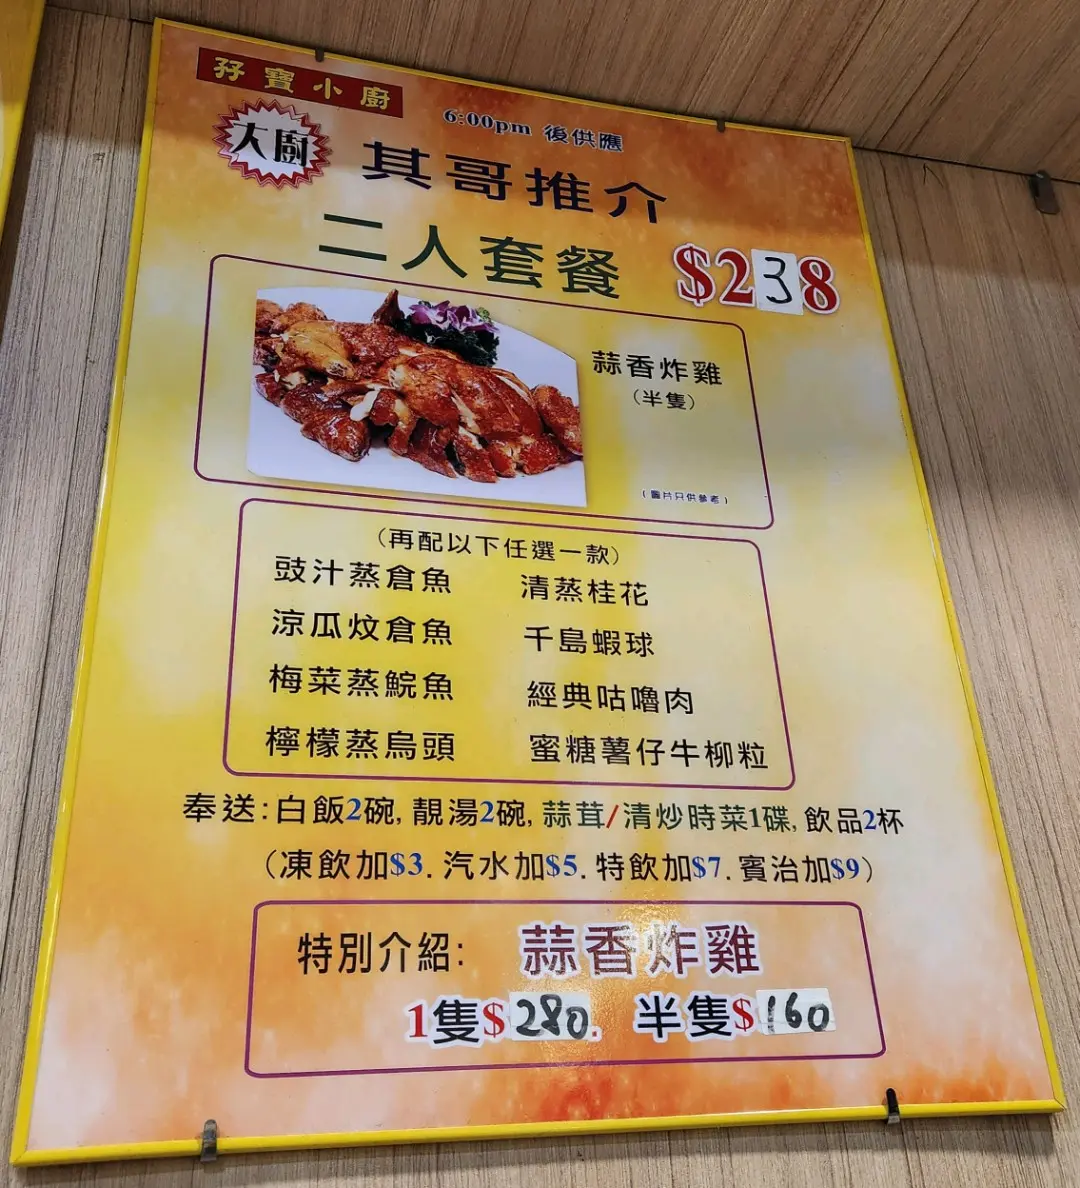 孖寶小廚
6:00pm 後供應
大廚 其哥推介
二人套餐 $238
蒜香炸雞
(半隻)
(圖片只供參考)
(再配以下任選一款)
豉汁蒸倉魚 清蒸桂花
涼瓜炆倉魚 千島蝦球
梅菜蒸鯇魚 經典咕嚕肉
檸檬蒸烏頭 蜜糖薯仔牛柳粒
奉送:白飯2碗, 靚湯2碗, 蒜茸/清炒時菜1碟, 飲品2杯
(凍飲加$3. 汽水加$5. 特飲加$7. 賓治加$9)
特別介紹: 蒜香炸雞
1隻$280. 半隻$160